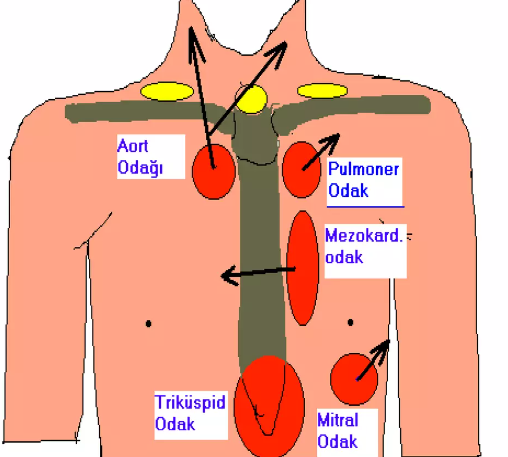 Aort
Odağı
Pulmoner
Odak
Mezokard.
odak
Triküspid
Odak
Mitral
Odak